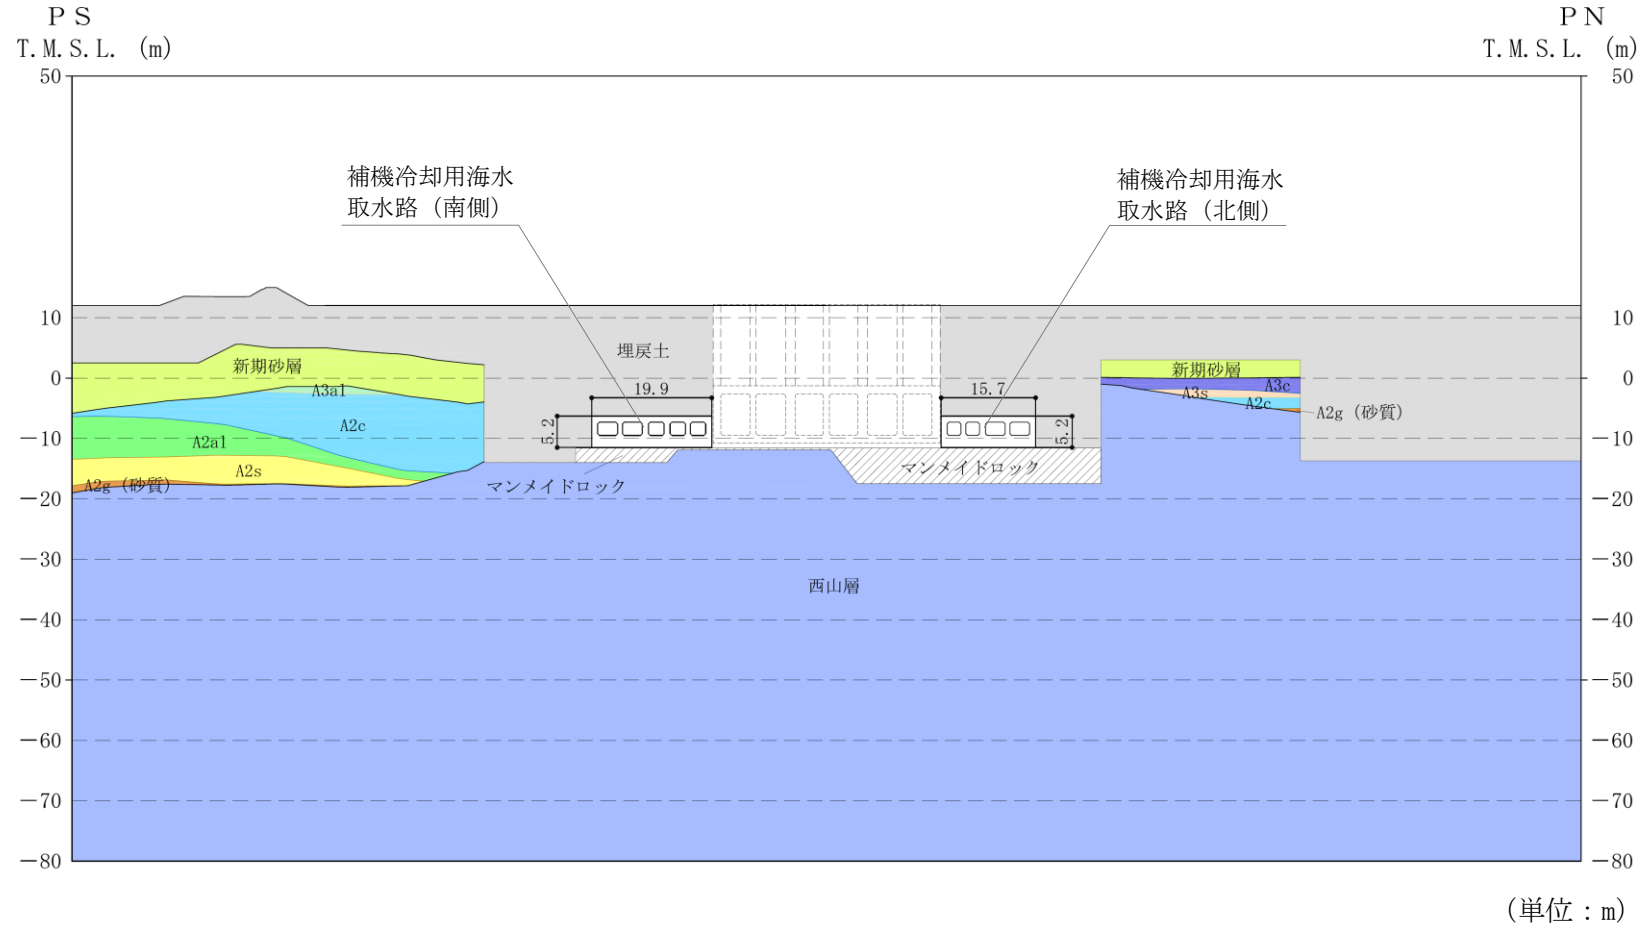 ＰＳ
ＰＮ
T.M.S.L. (m)
T.M.S.L. (m)
50
50
補機冷却用海水
取水路（南側）
補機冷却用海水
取水路（北側）
10
10
埋戻土
新期砂層
新期砂層
0
0
A3a1
19.9
15.7
A3c
A3s
A2c
A2g（砂質）
A2c
5.2
5.2
－10
－10
A2a1
A2s
マンメイドロック
A2g（砂質）
マンメイドロック
－20
－20
－30
－30
西山層
－40
－40
－50
－50
－60
－60
－70
－70
－80
－80
（単位：m）